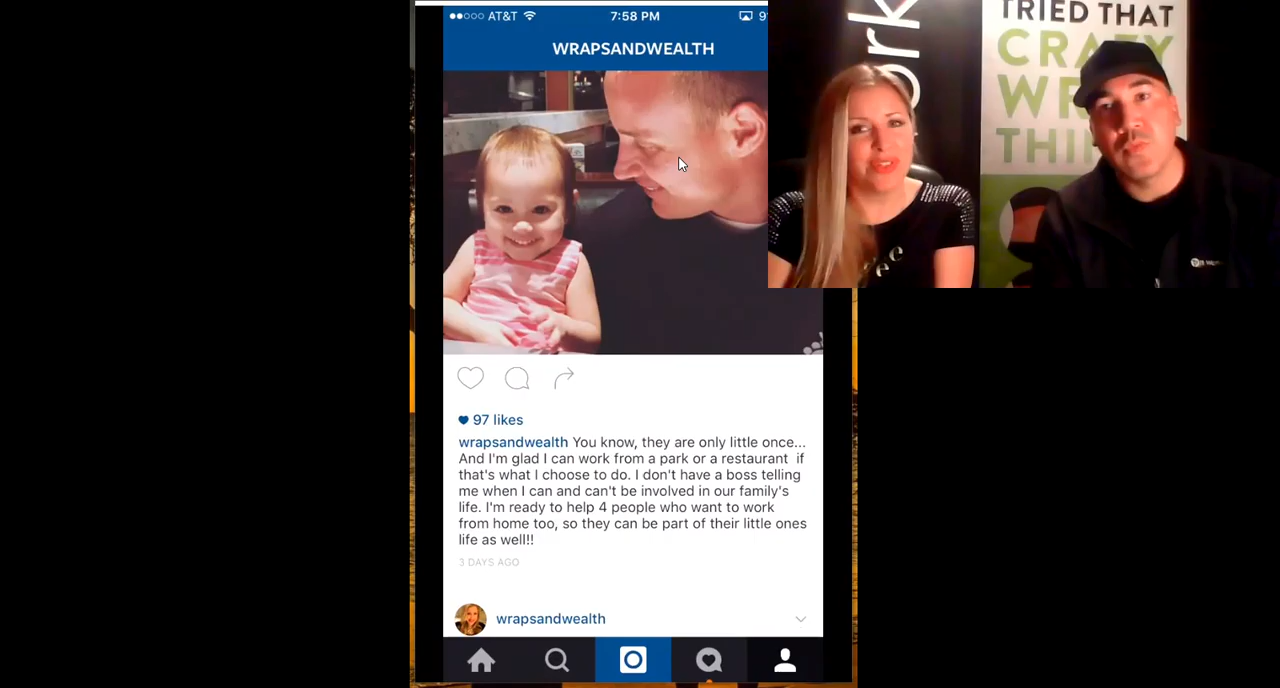 AT&T 7:58 PM 9
WRAPSANDWEALTH
TRIED THAT
CRAZY
THI
ork
97 likes
wrapsandwealth You know, they are only little once...
And I'm glad I can work from a park or a restaurant if
that's what I choose to do. I don't have a boss telling
me when I can and can't be involved in our family's
life. I'm ready to help 4 people who want to work
from home too, so they can be part of their little ones
life as well!!
3 DAYS AGO
wrapsandwealth